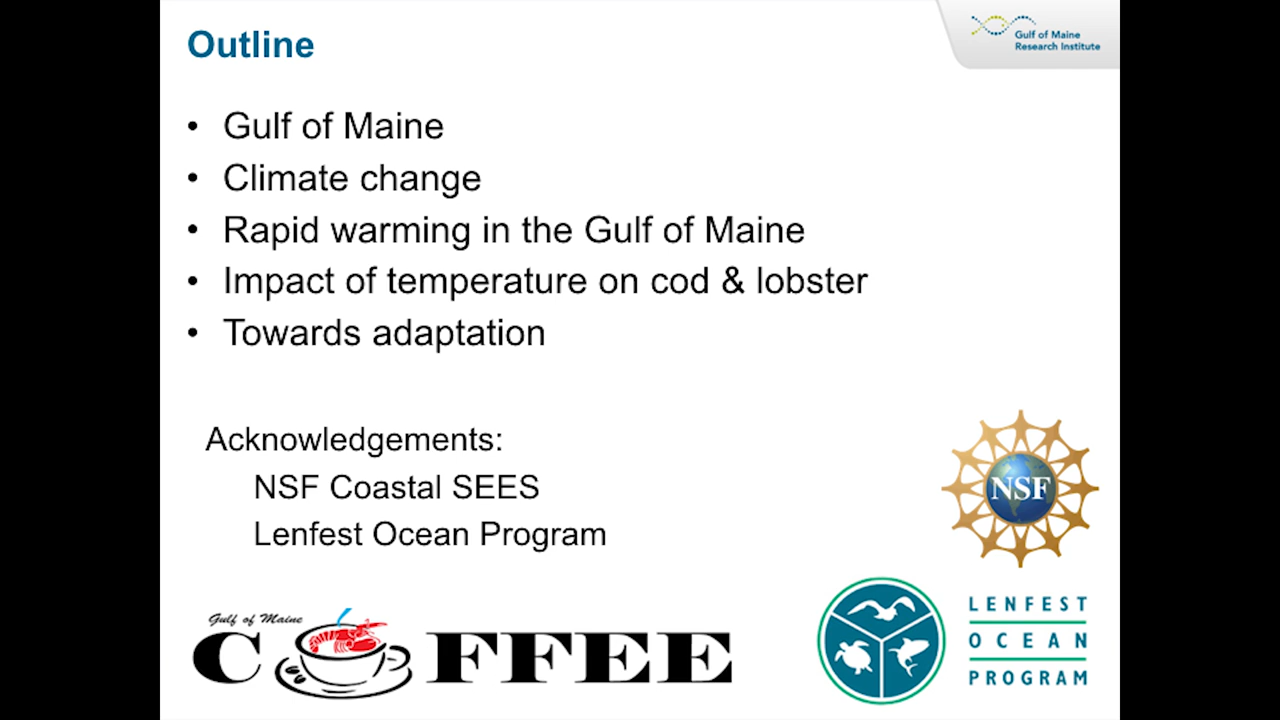 Outline
Gulf of Maine
Research Institute
• Gulf of Maine
• Climate change
• Rapid warming in the Gulf of Maine
• Impact of temperature on cod & lobster
• Towards adaptation
Acknowledgements:
NSF Coastal SEES
Lenfest Ocean Program
NSF
Gulf of Maine
C FFEE
LENFEST
OCEAN
PROGRAM